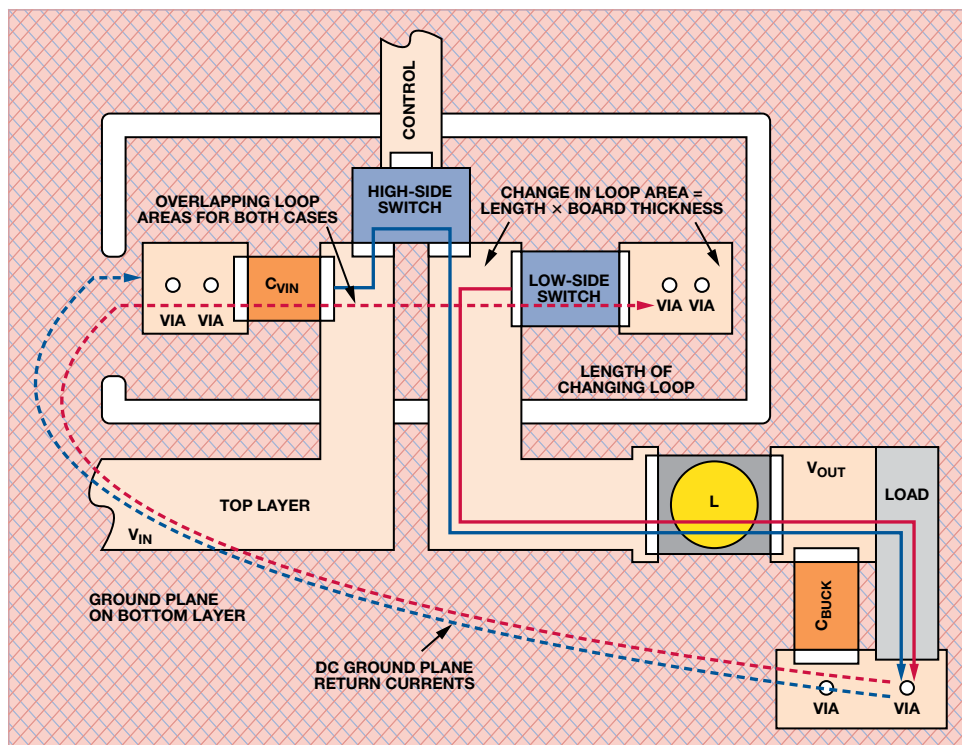 CONTROL
HIGH-SIDE
SWITCH
OVERLAPPING LOOP
AREAS FOR BOTH CASES
CHANGE IN LOOP AREA =
LENGTH × BOARD THICKNESS
CVIN
VIA VIA
LOW-SIDE
SWITCH
VIA VIA
LENGTH OF
CHANGING LOOP
TOP LAYER
VIN
L
VOUT
LOAD
CBUCK
GROUND PLANE
ON BOTTOM LAYER
DC GROUND PLANE
RETURN CURRENTS
VIA
VIA